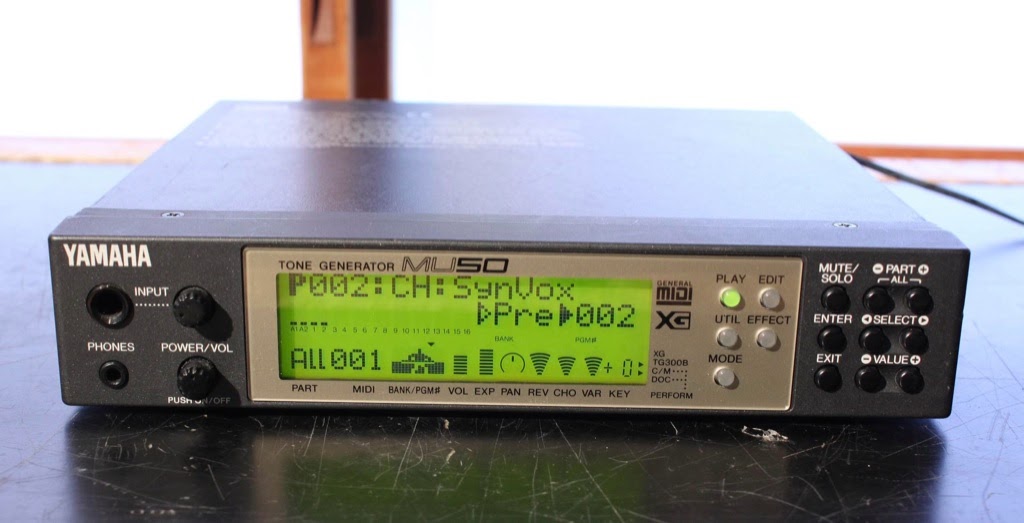 YAMAHA
INPUT
PHONES
POWER/VOL
PUSH ON/OFF
TONE GENERATOR MU50
P002:CH:SynVox
▷Pre▶002
A1A2 1 2 3 4 5 6 7 8 9 10 11 12 13 14 15 16
BANK PGM#
All001 + 0
PART MIDI BANK/PGM# VOL EXP PAN REV CHO VAR KEY
GENERAL
MIDI
XG
PLAY EDIT
UTIL EFFECT
MODE
XG
TG300B
C/M
DOC
PERFORM
MUTE/
SOLO
- PART +
ALL
ENTER
SELECT
EXIT
- VALUE +